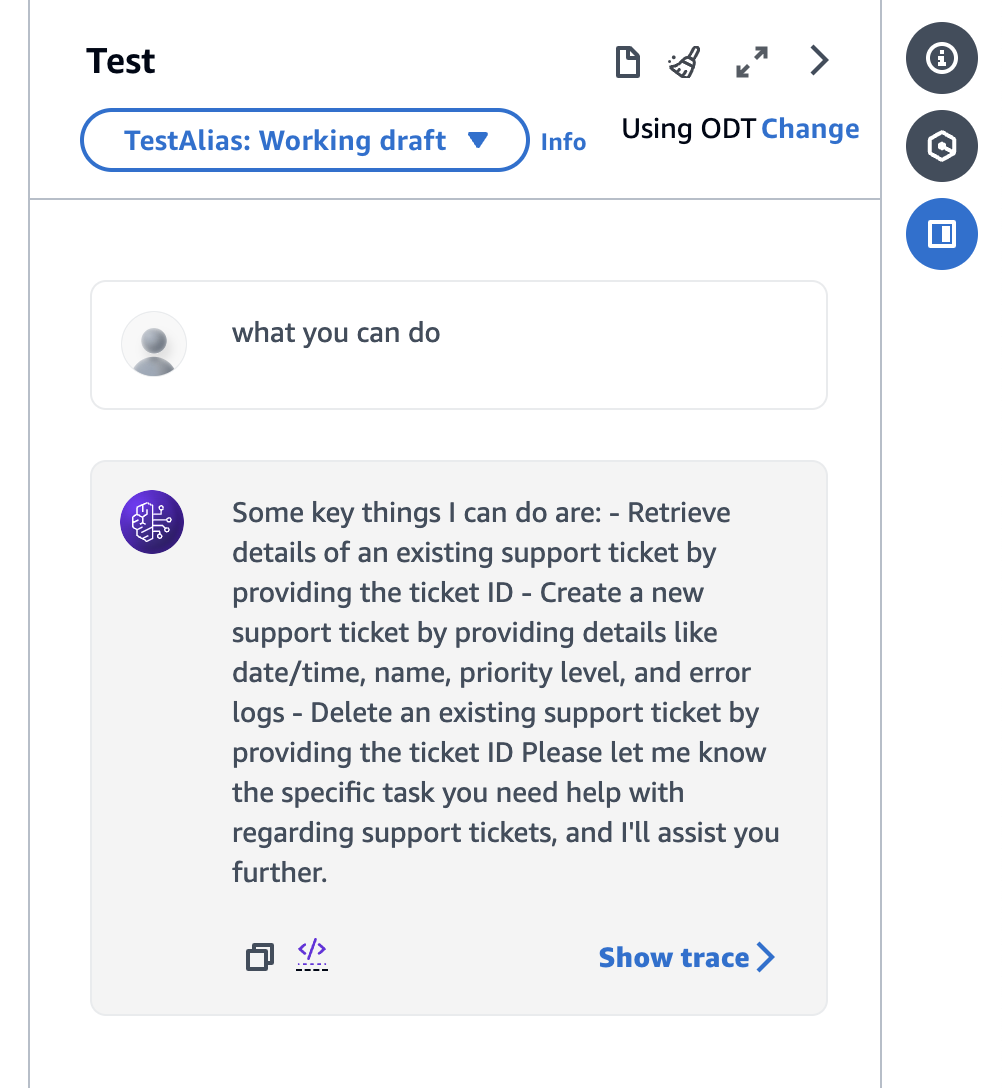 Test
TestAlias: Working draft
Info
Using ODT Change
what you can do
Some key things I can do are: - Retrieve
details of an existing support ticket by
providing the ticket ID - Create a new
support ticket by providing details like
date/time, name, priority level, and error
logs - Delete an existing support ticket by
providing the ticket ID Please let me know
the specific task you need help with
regarding support tickets, and I'll assist you
further.
</>
Show trace